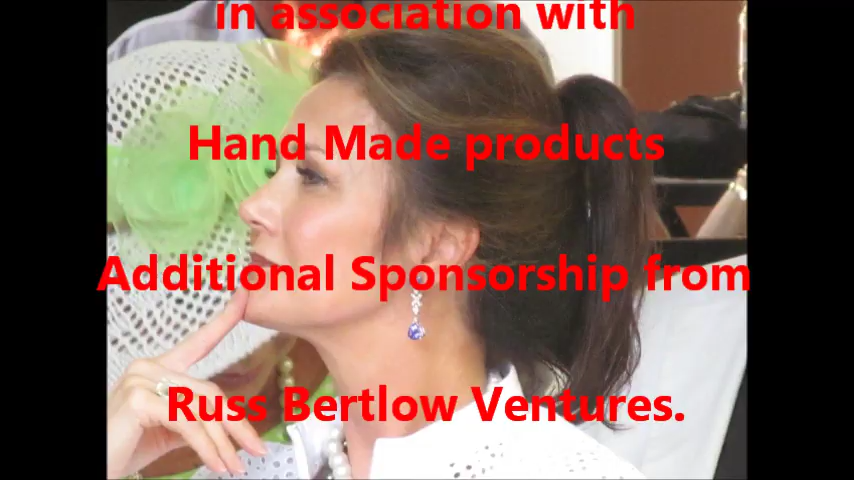 in association with
Hand Made products
Additional Sponsorship from
Russ Bertlow Ventures.